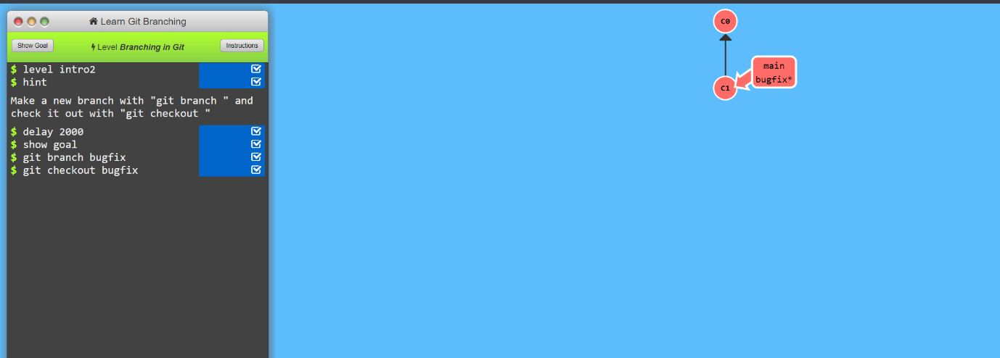 Learn Git Branching
Show Goal
Level Branching in Git
Instructions
$ level intro2
$ hint
Make a new branch with "git branch " and
check it out with "git checkout "
$ delay 2000
$ show goal
$ git branch bugfix
$ git checkout bugfix
C0
main
bugfix*
C1